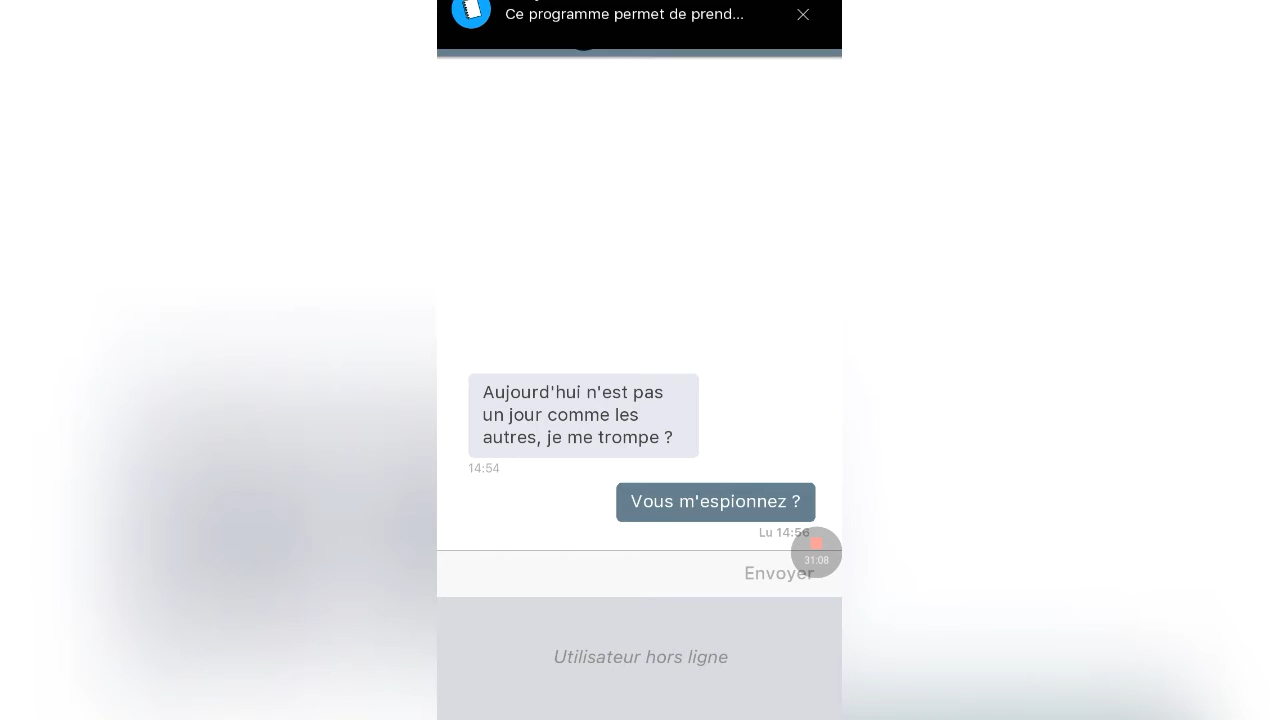 Ce programme permet de prend...
Aujourd'hui n'est pas
un jour comme les
autres, je me trompe ?
14:54
Vous m'espionnez ?
Lu 14:56
31:08
Envoyer
Utilisateur hors ligne